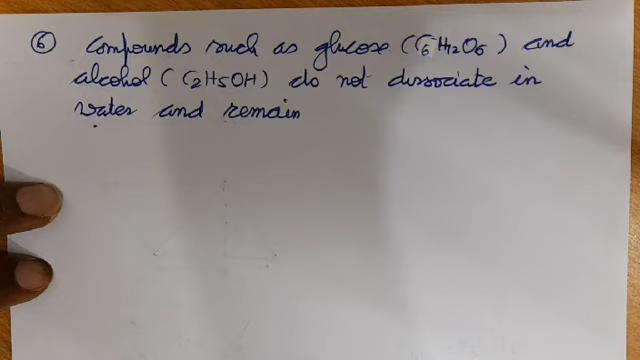 ⑥ compounds such as glucose (C6H12O6) and
alcohol (C2H5OH) do not dissociate in
water and remain